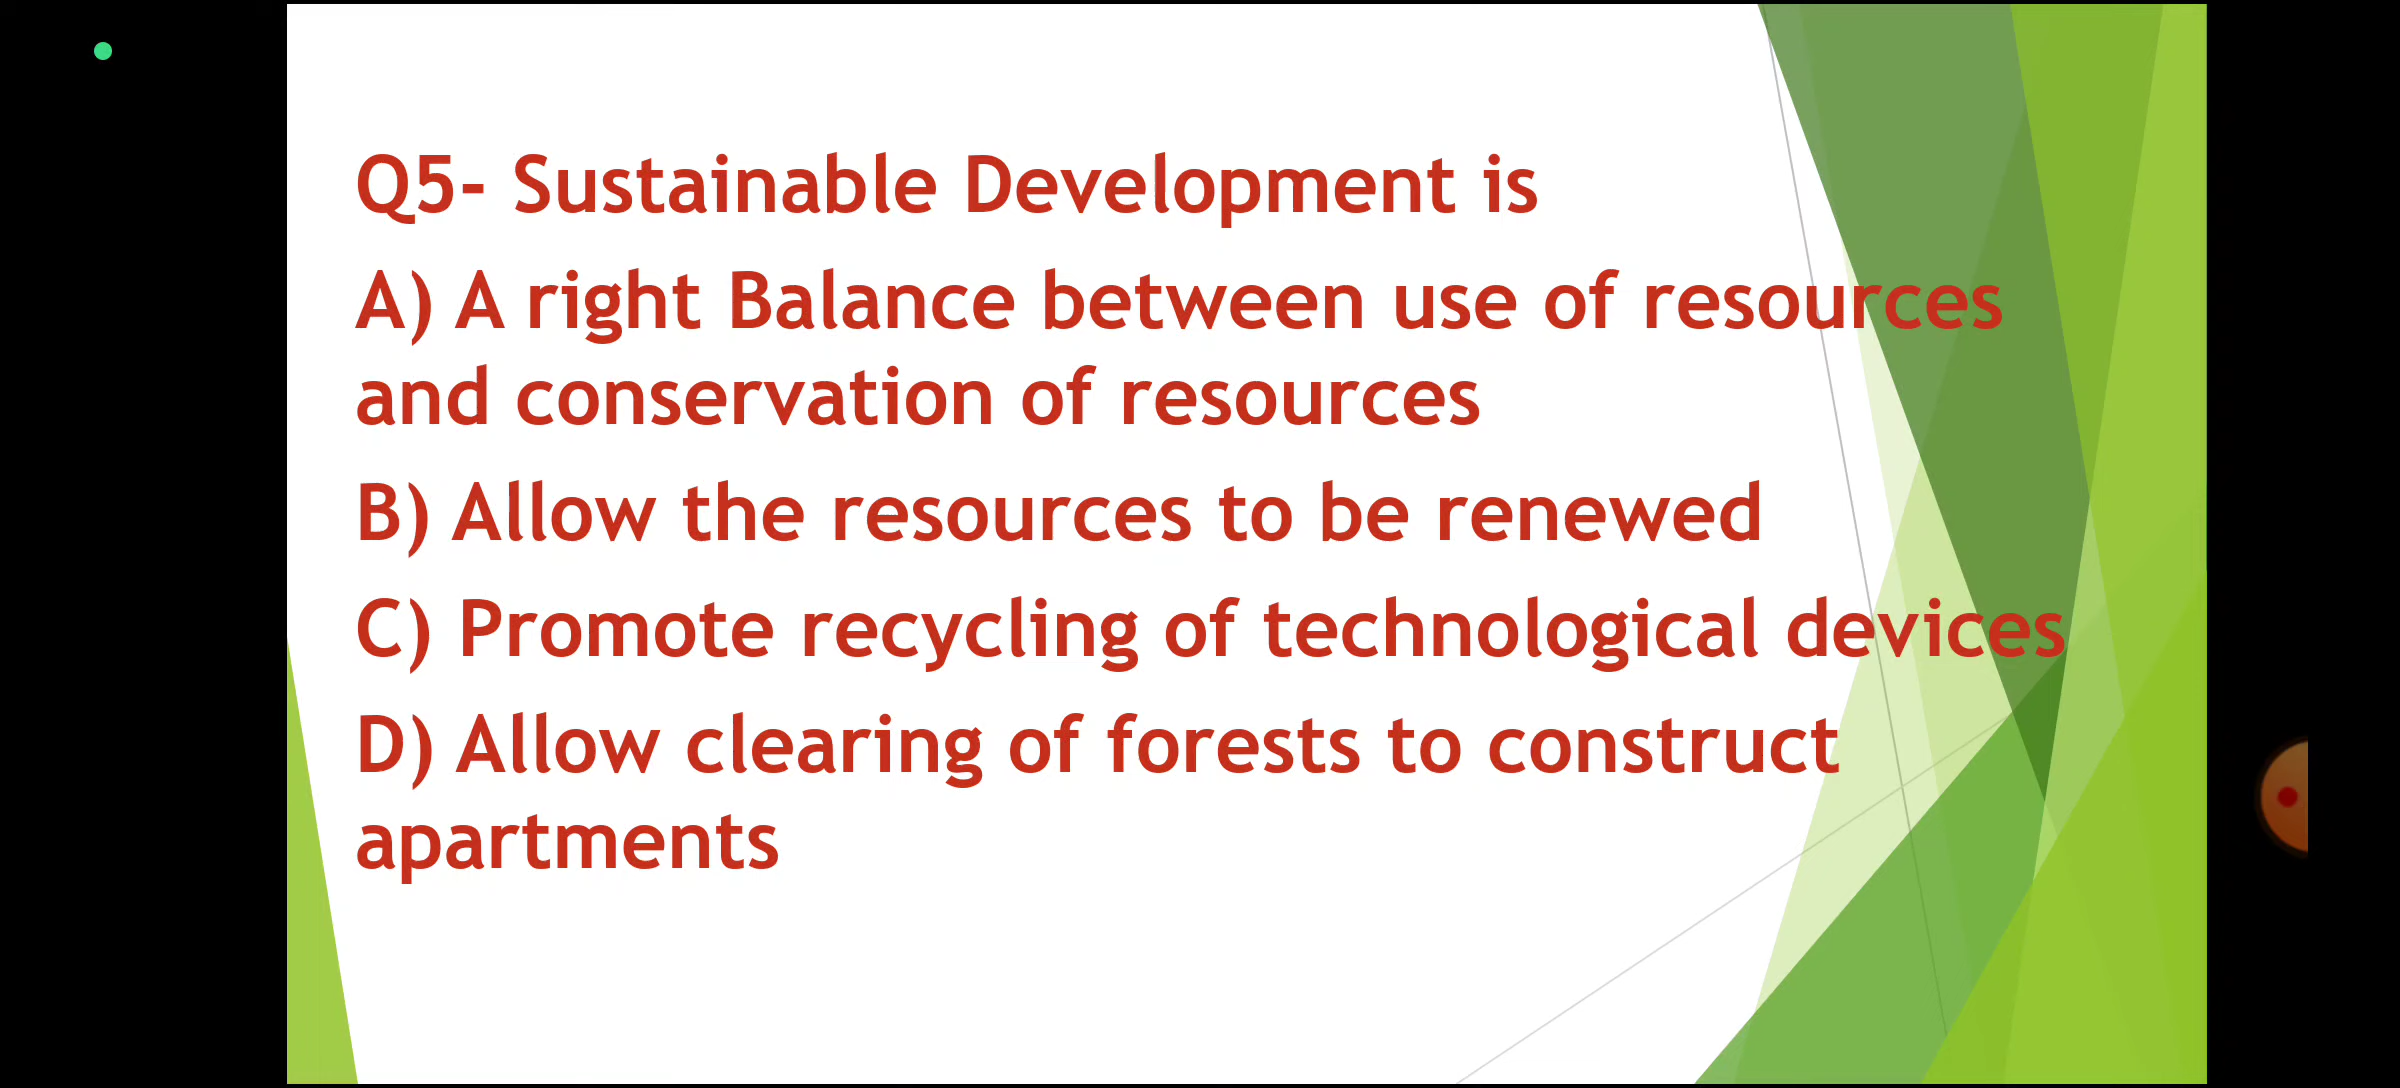 Q5- Sustainable Development is
A) A right Balance between use of resources
and conservation of resources
B) Allow the resources to be renewed
C) Promote recycling of technological devices
D) Allow clearing of forests to construct
apartments